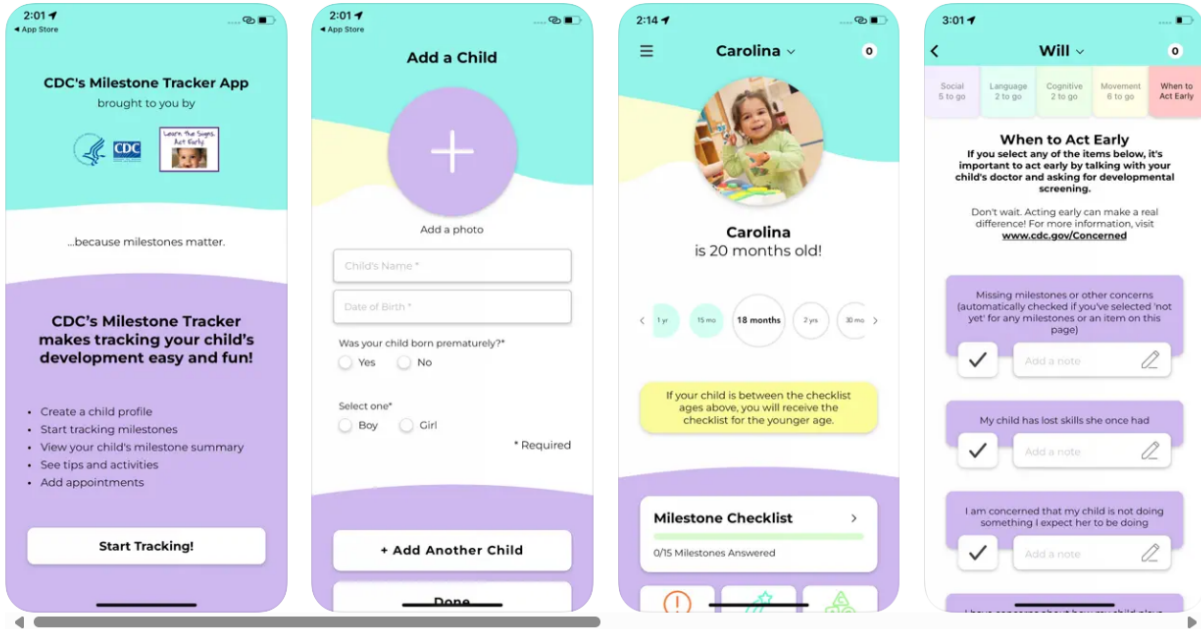 2:01
App Store
CDC's Milestone Tracker App
brought to you by
CDC
Learn the Signs.
Act Early.
...because milestones matter.
CDC's Milestone Tracker
makes tracking your child's
development easy and fun!
• Create a child profile
• Start tracking milestones
• View your child's milestone summary
• See tips and activities
• Add appointments
Start Tracking!
2:01
App Store
Add a Child
Add a photo
Child's Name *
Date of Birth *
Was your child born prematurely?*
Yes
No
Select one*
Boy
Girl
* Required
+ Add Another Child
Done
2:14
Carolina
0
Carolina
is 20 months old!
1 yr
15 mo
18 months
2 yrs
30 mo
If your child is between the checklist
ages above, you will receive the
checklist for the younger age.
Milestone Checklist
0/15 Milestones Answered
3:01
Will
0
Social
5 to go
Language
2 to go
Cognitive
2 to go
Movement
6 to go
When to
Act Early
When to Act Early
If you select any of the items below, it's
important to act early by talking with your
child's doctor and asking for developmental
screening.
Don't wait. Acting early can make a real
difference! For more information, visit
www.cdc.gov/Concerned
Missing milestones or other concerns
(automatically checked if you've selected 'not
yet' for any milestones or an item on this
page)
Add a note
My child has lost skills she once had
Add a note
I am concerned that my child is not doing
something I expect her to be doing
Add a note
I have concerns about how my child plays